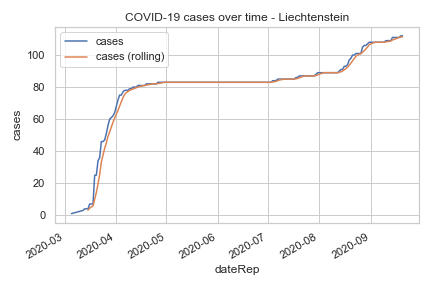 COVID-19 cases over time - Liechtenstein
cases
cases (rolling)
100
80
60
40
20
0
cases
2020-03
2020-04
2020-05
2020-06
2020-07
2020-08
2020-09
dateRep